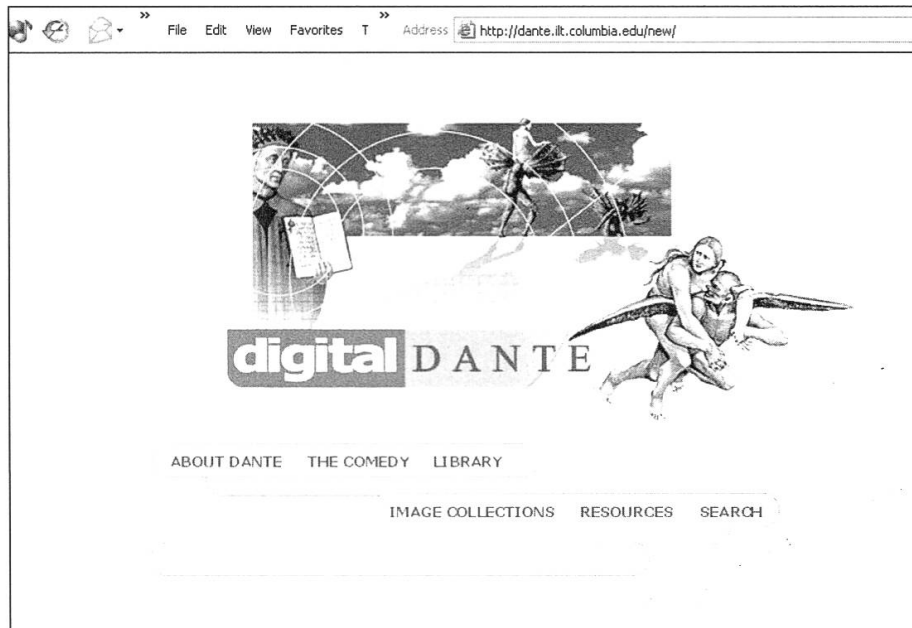 » File Edit View Favorites T » Address http://dante.ilt.columbia.edu/new/
digital DANTE
ABOUT DANTE THE COMEDY LIBRARY
IMAGE COLLECTIONS RESOURCES SEARCH